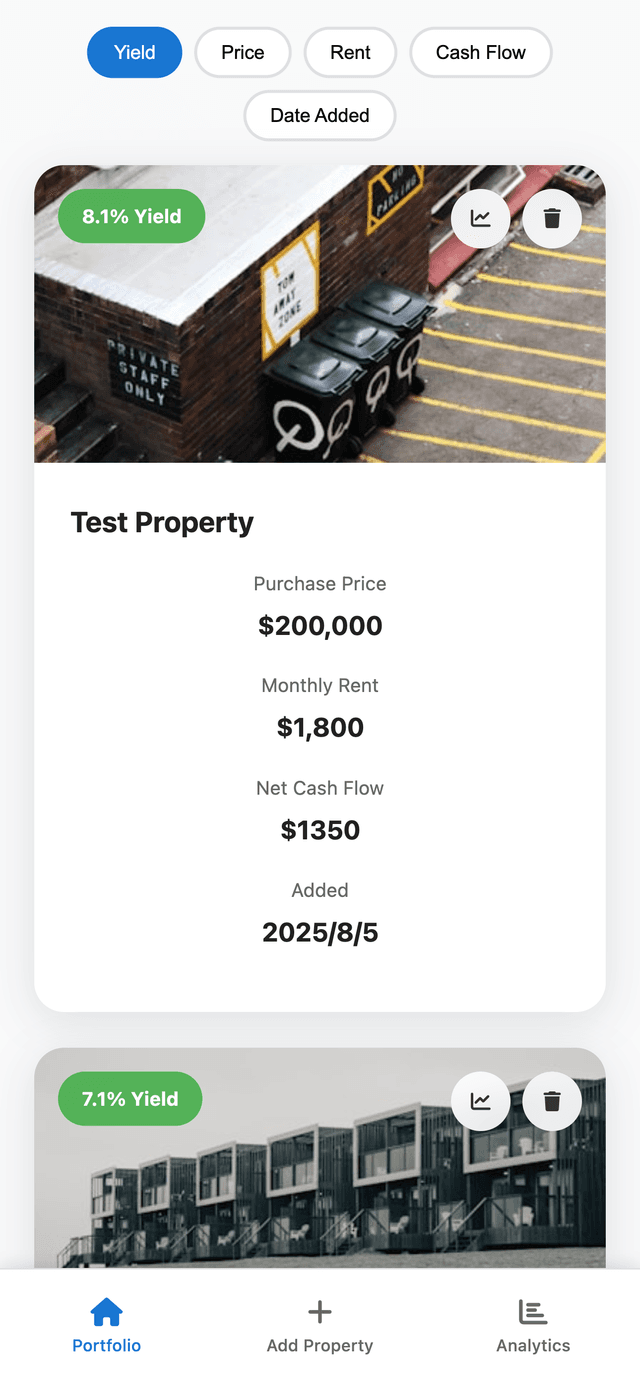 Yield
Price
Rent
Cash Flow
Date Added
8.1% Yield
NO
PARKING
TOW
AWAY
ZONE
PRIVATE
STAFF
ONLY
Test Property
Purchase Price
$200,000
Monthly Rent
$1,800
Net Cash Flow
$1350
Added
2025/8/5
7.1% Yield
Portfolio
Add Property
Analytics